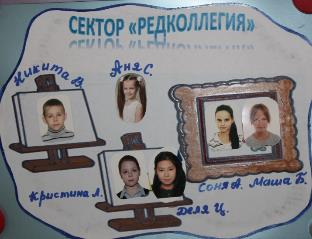 СЕКТОР «РЕДКОЛЛЕГИЯ»
Никита В.
Аня С.
Кристина Л.
Деля Ц.
Соня А. Маша Б.